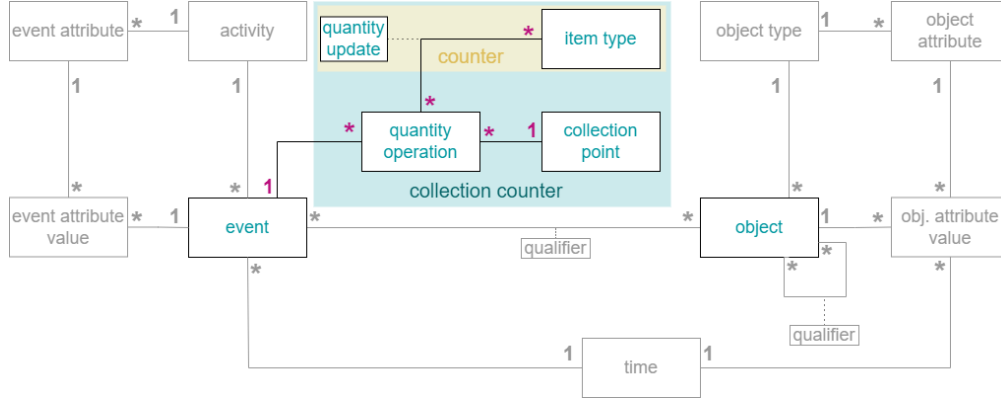 event attribute
*
1
activity
quantity
update
*
item type
counter
object type
1
*
object
attribute
1
1
*
1
1
*
quantity
operation
*
1
collection
point
collection counter
1
*
*
*
*
event attribute
value
*
1
event
*
*
qualifier
object
1
*
obj. attribute
value
*
*
*
*
qualifier
1
time
1